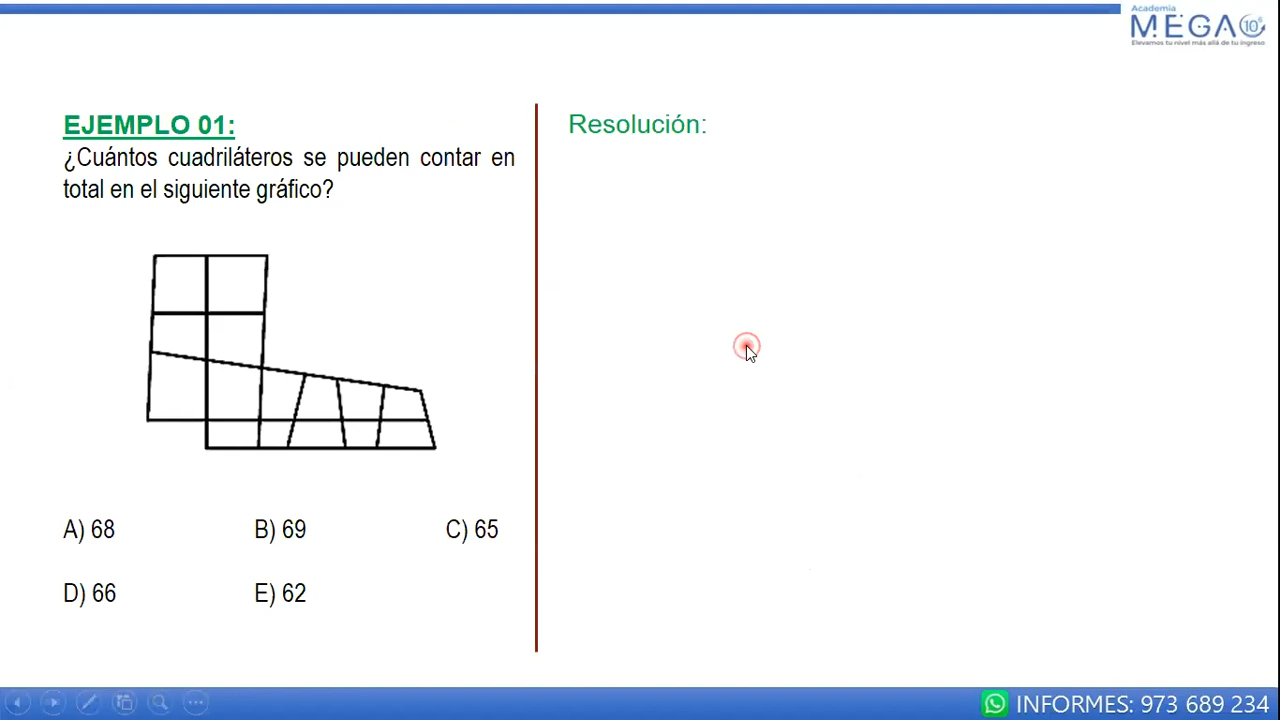 Academia
MEGA 10
Elevamos tu nivel más allá de tu ingreso
EJEMPLO 01:
¿Cuántos cuadriláteros se pueden contar en
total en el siguiente gráfico?
A) 68 B) 69 C) 65
D) 66 E) 62
Resolución:
INFORMES: 973 689 234